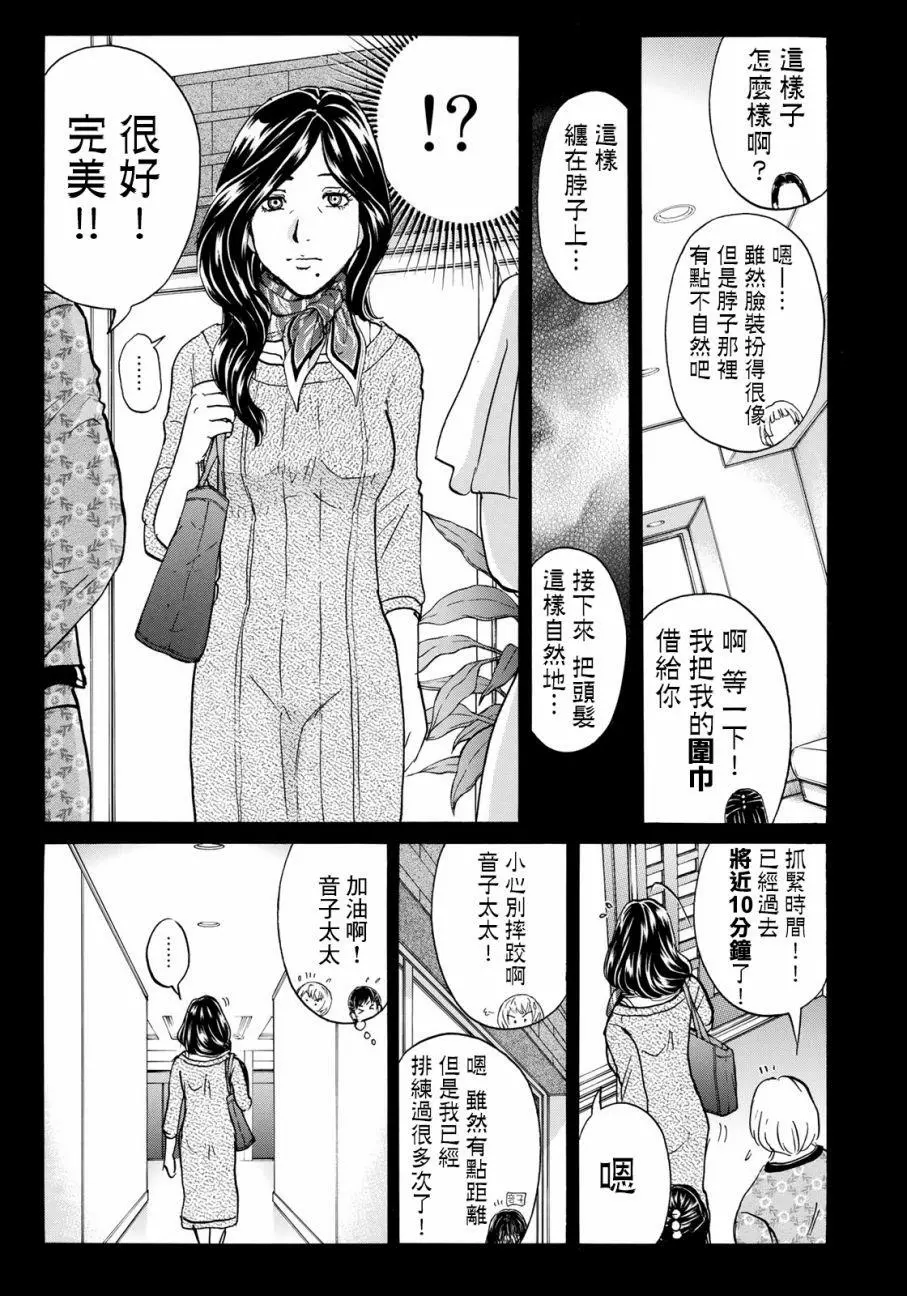 這樣子
怎麼樣啊?
嗯—…
雖然臉裝扮得很像
但是脖子那裡
有點不自然吧
啊 等一下!
我把我的圍巾
借給你
這樣
纏在脖子上…
接下來 把頭髮
這樣自然地…
!?
很好!
完美!!
……
抓緊時間!!
已經過去
將近10分鐘了!
嗯
小心別摔跤啊
音子太太!
嗯 雖然有點距離
但是我已經
排練過很多次了!
音子
加油啊!
音子太太
……